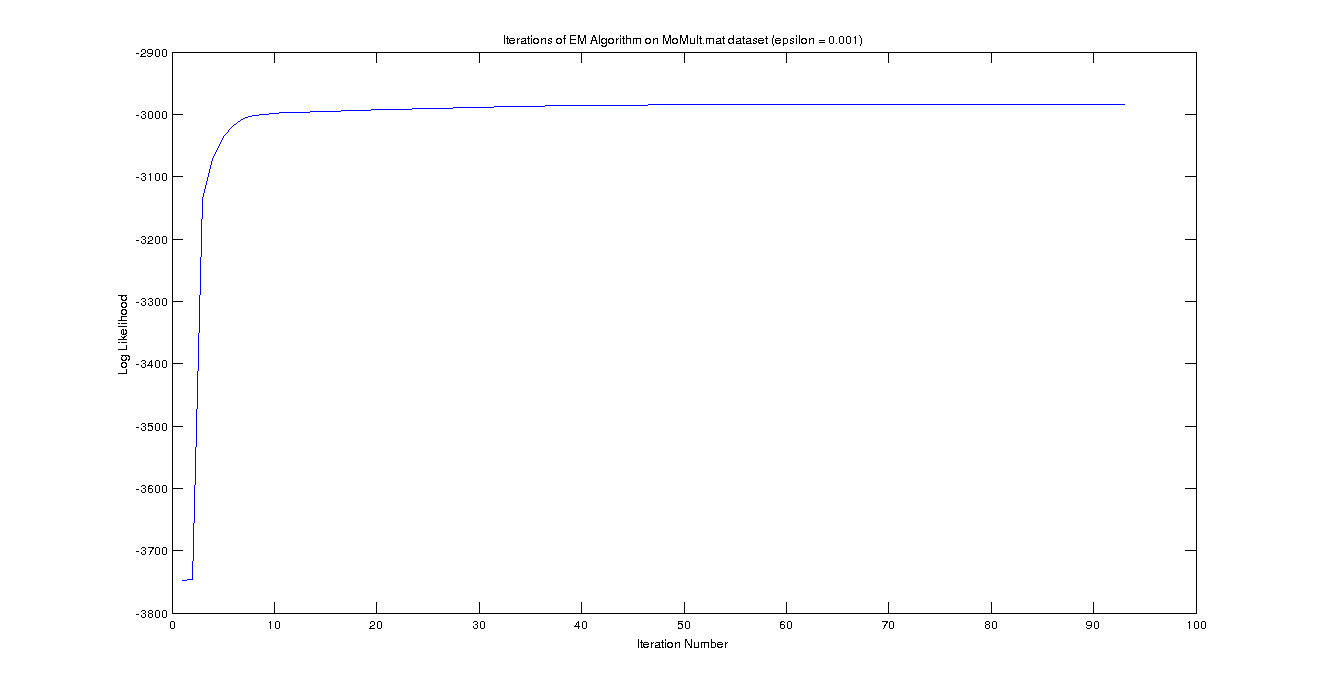 Iterations of EM Algorithm on MoMult.mat dataset (epsilon = 0.001)
-2900
-3000
-3100
-3200
-3300
-3400
-3500
-3600
-3700
-3800
Log Likelihood
0 10 20 30 40 50 60 70 80 90 100
Iteration Number